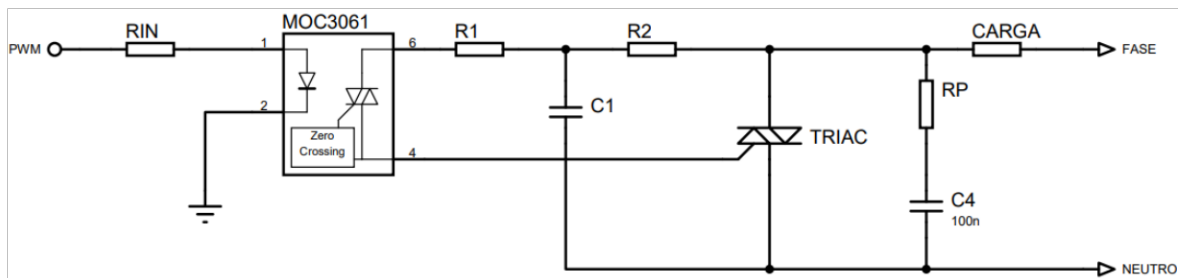 MOC3061
PWM
RIN
1
2
6
4
Zero
Crossing
R1
C1
R2
TRIAC
CARGA
FASE
RP
C4
100n
NEUTRO